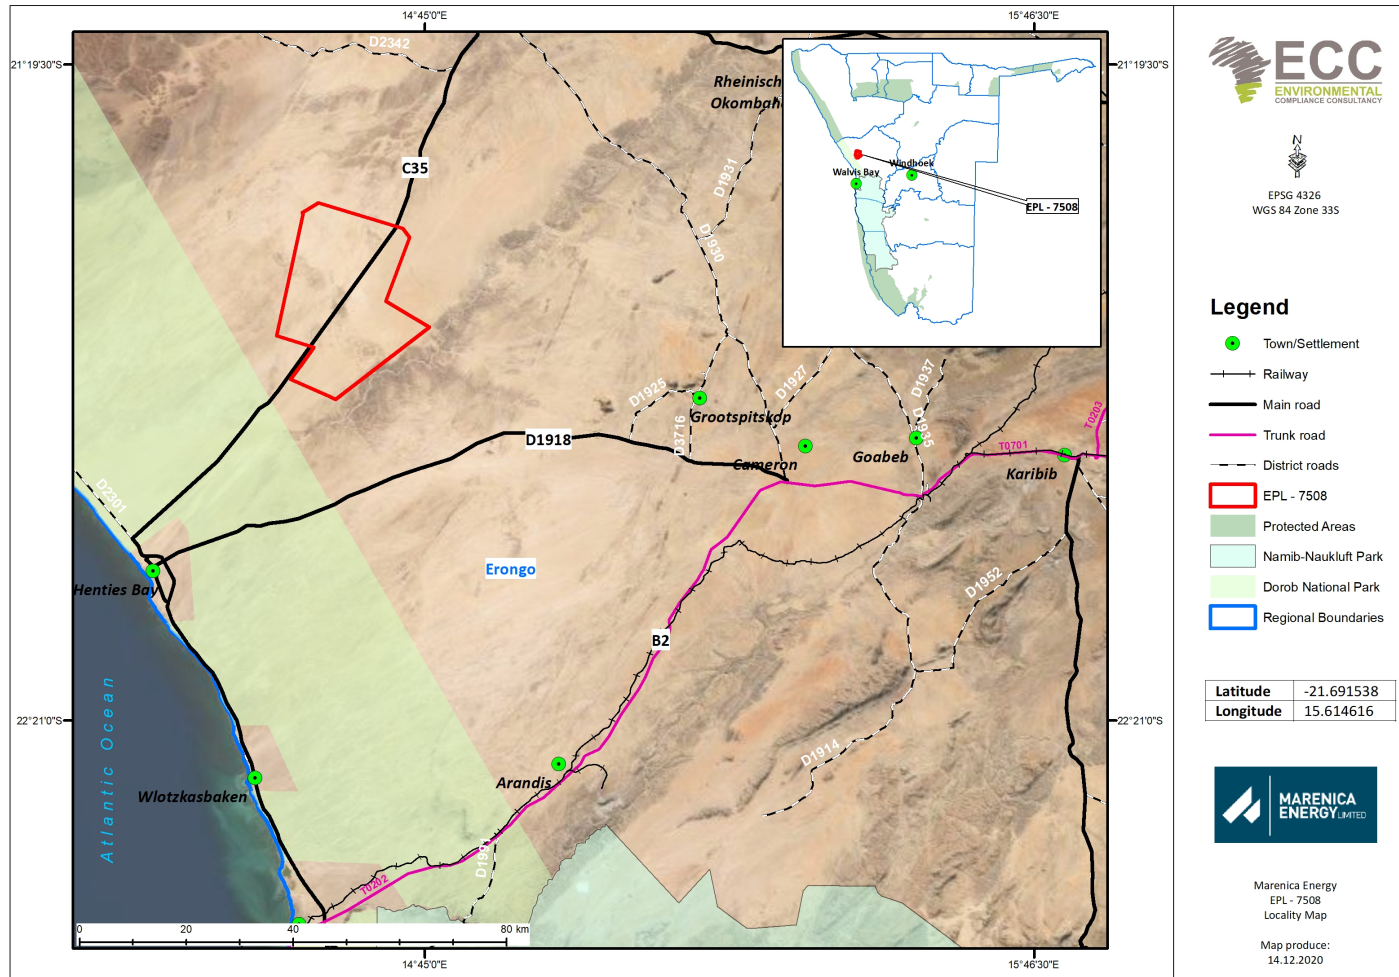 14°45'0"E
15°46'30"E
21°19'30"S
21°19'30"S
D2342
Rheinisch
Okombah
C35
D1931
D1930
Windhoek
Walvis Bay
EPL - 7508
D1925
D1927
D1937
D3716
D1935
Grootspitskop
D1918
Cameron
Goabeb
T0701
T0203
Karibib
D2301
Erongo
Henties Bay
D1952
B2
Atlantic Ocean
22°21'0"S
22°21'0"S
D1914
Arandis
Wlotzkasbaken
T0202
0 20 40 80 km
14°45'0"E
15°46'30"E
ECC
ENVIRONMENTAL
COMPLIANCE CONSULTANCY
N
EPSG 4326
WGS 84 Zone 33S
Legend
Town/Settlement
Railway
Main road
Trunk road
District roads
EPL - 7508
Protected Areas
Namib-Naukluft Park
Dorob National Park
Regional Boundaries
Latitude -21.691538
Longitude 15.614616
MARENICA
ENERGY LIMITED
Marenica Energy
EPL - 7508
Locality Map
Map produce:
14.12.2020